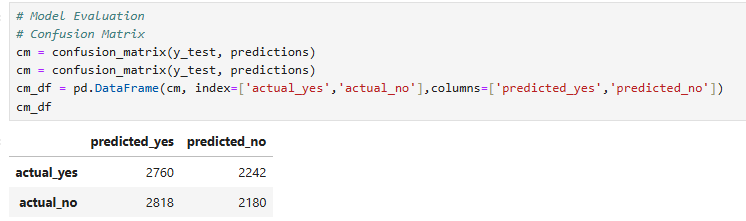 # Model Evaluation
# Confusion Matrix
cm = confusion_matrix(y_test, predictions)
cm = confusion_matrix(y_test, predictions)
cm_df = pd.DataFrame(cm, index=['actual_yes','actual_no'],columns=['predicted_yes','predicted_no'])
cm_df
predicted_yes predicted_no
actual_yes 2760 2242
actual_no 2818 2180